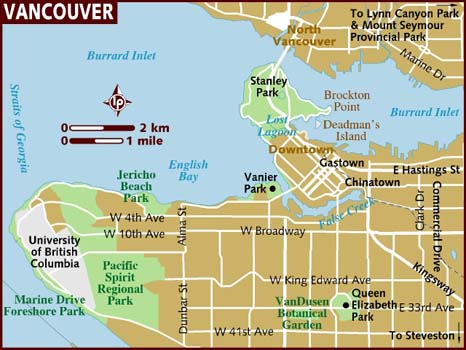 VANCOUVER
To Lynn Canyon Park
& Mount Seymour
Provincial Park
North
Vancouver
Marine Dr
Burrard Inlet
Stanley
Park
Brockton
Point
Burrard Inlet
Deadman's
Island
Lost
Lagoon
Straits of Georgia
LP
0 2 km
0 1 mile
Downtown
English
Bay
Gastown
E Hastings St
Jericho
Beach
Park
Vanier
Park
Chinatown
False Creek
Clark Dr
Commercial Drive
W 4th Ave
W 10th Ave
Alma St
W Broadway
University
of British
Columbia
Kingsway
Pacific
Spirit
Regional
Park
W King Edward Ave
Dunbar St
Marine Drive
Foreshore Park
VanDusen
Botanical
Garden
Queen
Elizabeth
Park
E 33rd Ave
W 41st Ave
To Steveston